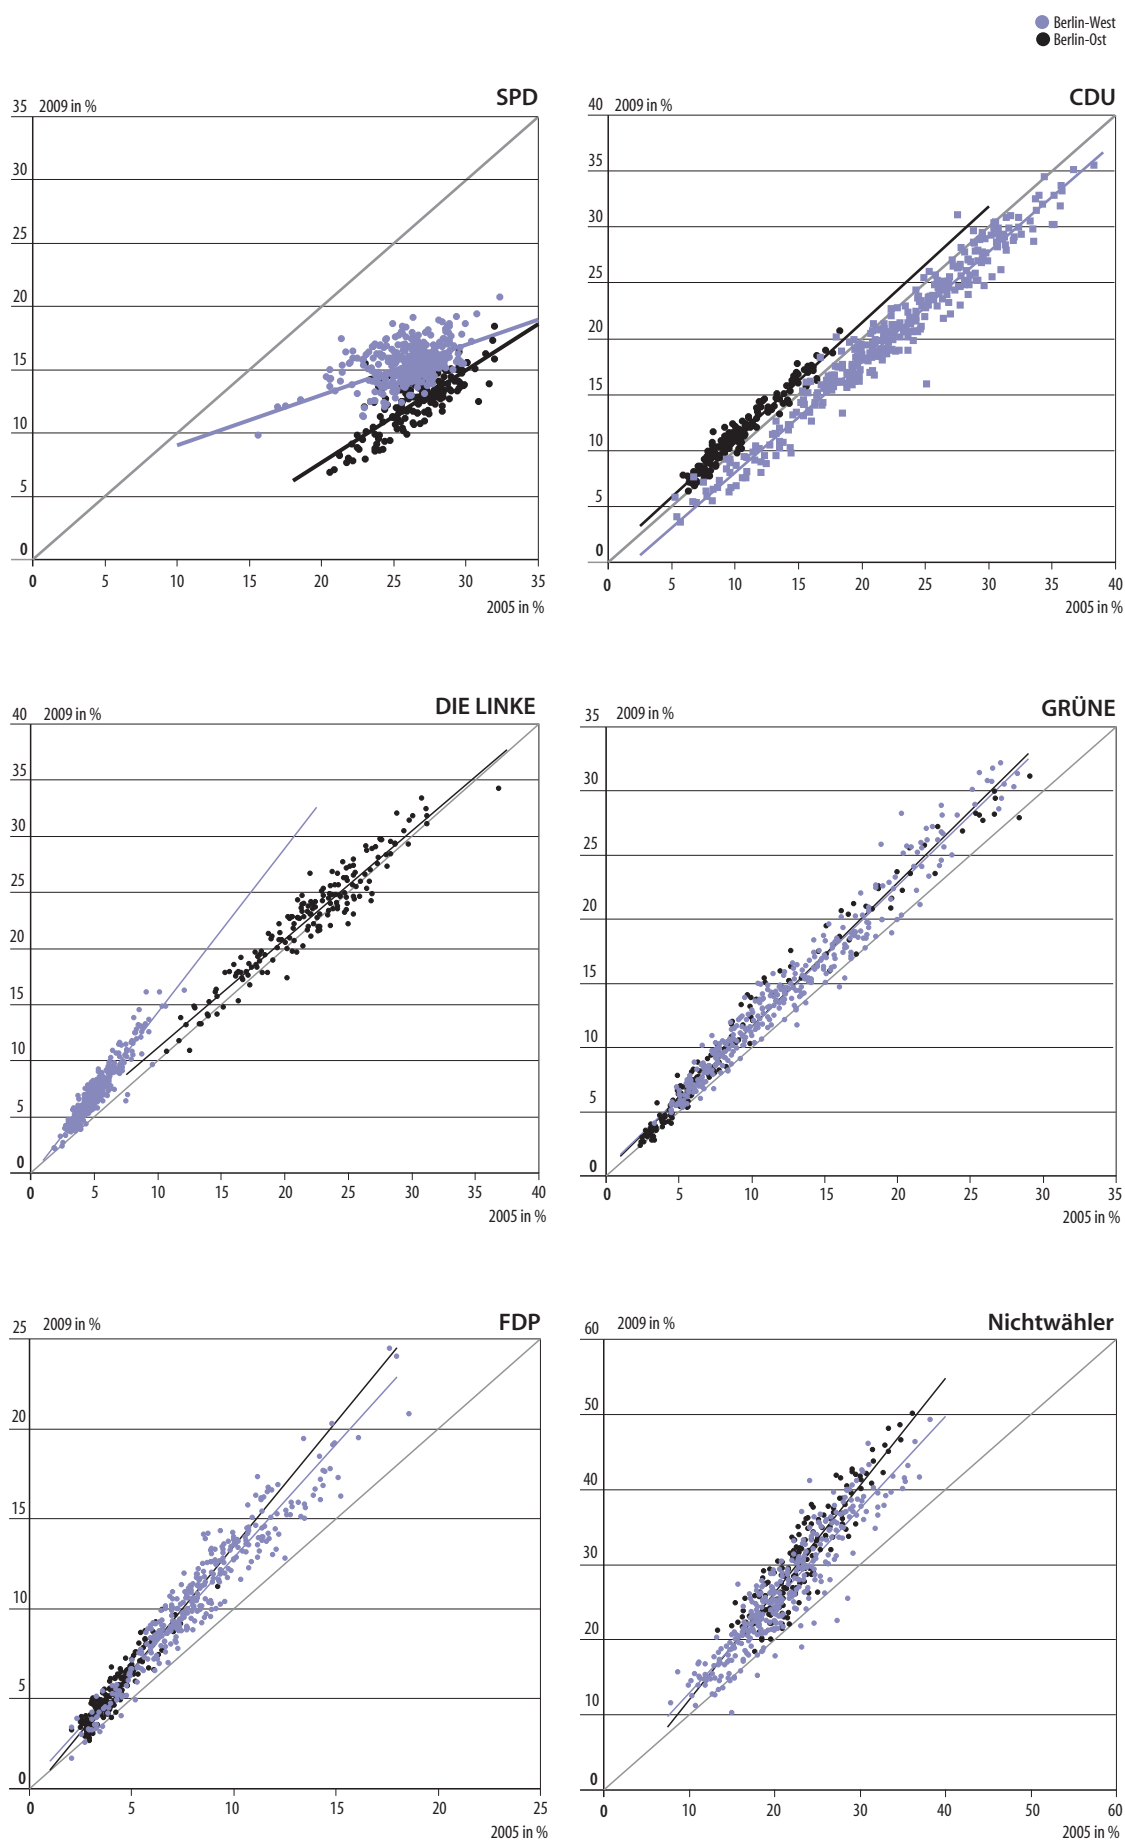 Berlin-West
Berlin-Ost
SPD
35 2009 in %
30
25
20
15
10
5
0
0 5 10 15 20 25 30 35
2005 in %
CDU
40 2009 in %
35
30
25
20
15
10
5
0
0 5 10 15 20 25 30 35 40
2005 in %
DIE LINKE
40 2009 in %
35
30
25
20
15
10
5
0
0 5 10 15 20 25 30 35 40
2005 in %
GRÜNE
35 2009 in %
30
25
20
15
10
5
0
0 5 10 15 20 25 30 35
2005 in %
FDP
25 2009 in %
20
15
10
5
0
0 5 10 15 20 25
2005 in %
Nichtwähler
60 2009 in %
50
40
30
20
10
0
0 10 20 30 40 50 60
2005 in %